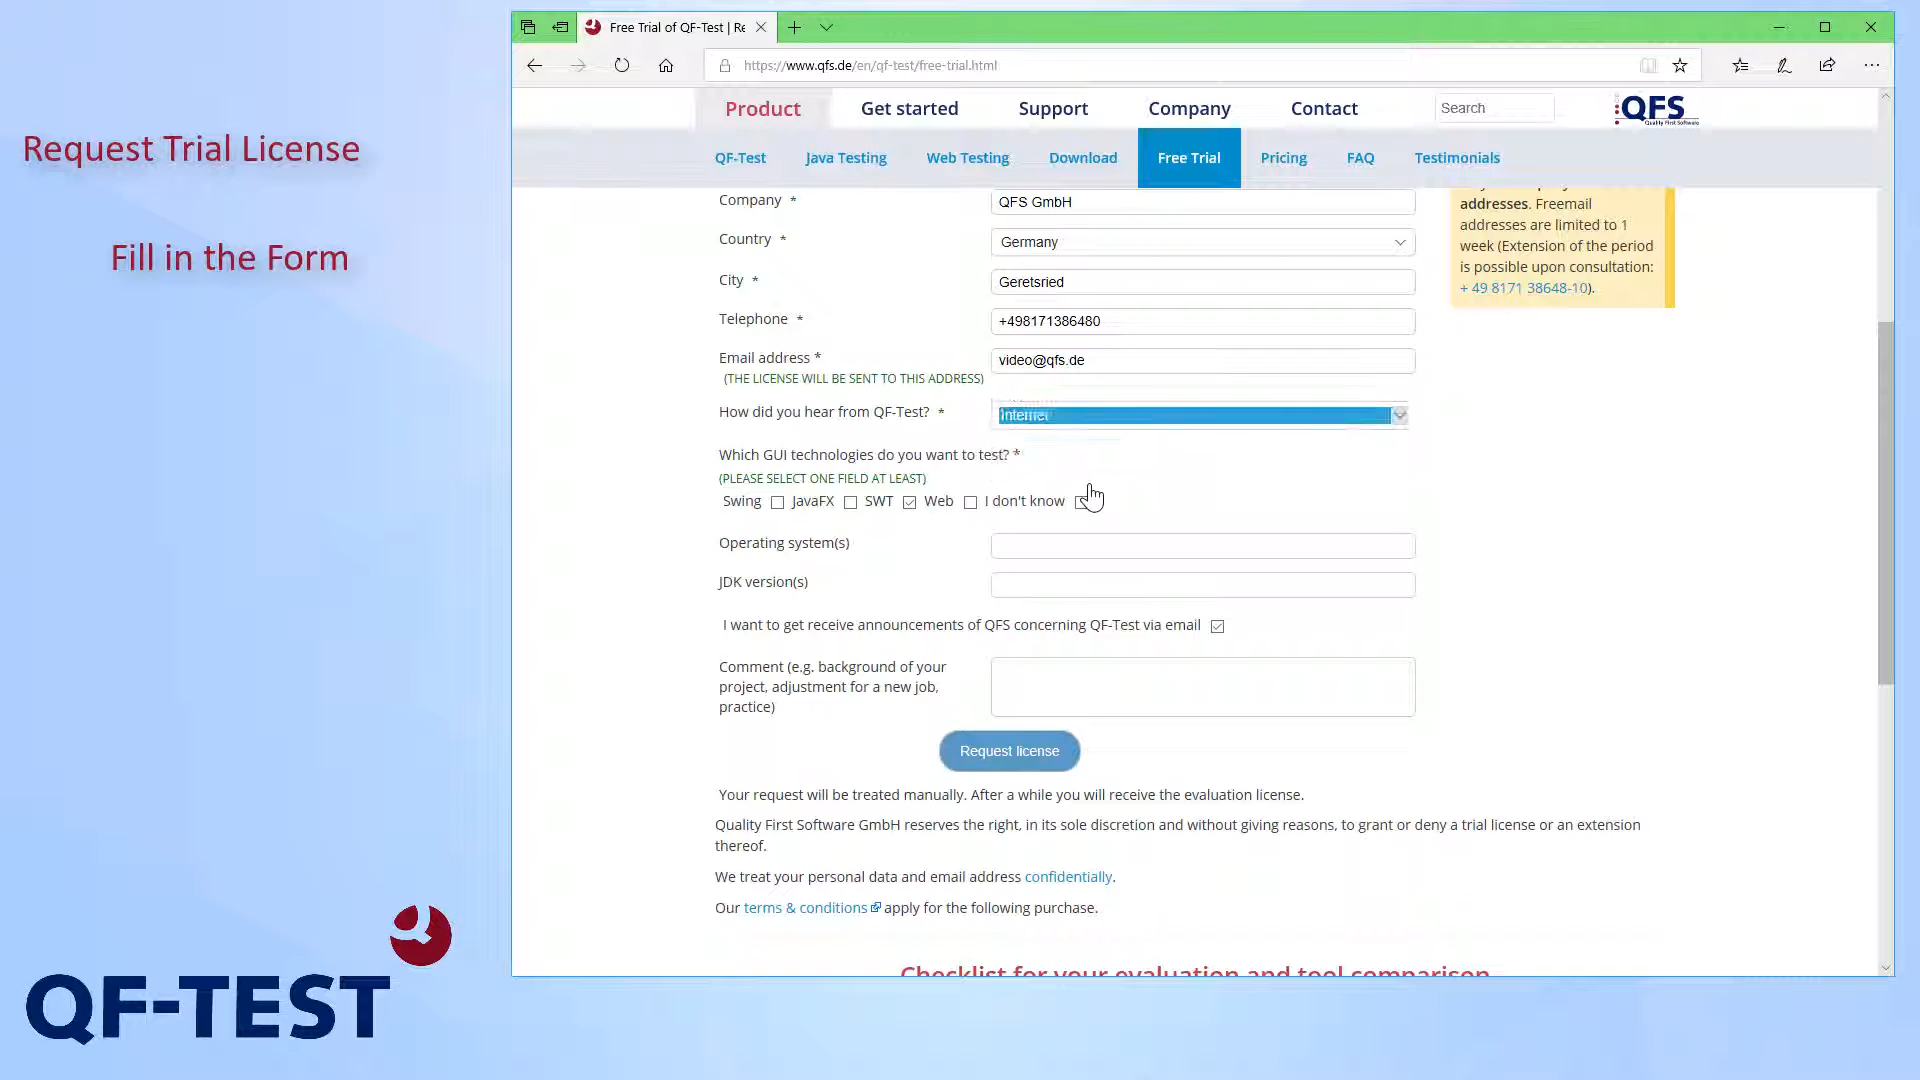 Free Trial of QF-Test | Re
https://www.qfs.de/en/qf-test/free-trial.html
Product
Get started
Support
Company
Contact
Search
QFS
Quality First Software
Request Trial License
QF-Test
Java Testing
Web Testing
Download
Free Trial
Pricing
FAQ
Testimonials
Fill in the Form
Company *
QFS GmbH
Country *
Germany
City *
Geretsried
Telephone *
+498171386480
Email address *
(THE LICENSE WILL BE SENT TO THIS ADDRESS)
video@qfs.de
How did you hear from QF-Test? *
Internet
addresses. Freemail
addresses are limited to 1
week (Extension of the period
is possible upon consultation:
+ 49 8171 38648-10).
Which GUI technologies do you want to test? *
(PLEASE SELECT ONE FIELD AT LEAST)
Swing JavaFX SWT Web I don't know
Operating system(s)
JDK version(s)
I want to get receive announcements of QFS concerning QF-Test via email
Comment (e.g. background of your
project, adjustment for a new job,
practice)
Request license
Your request will be treated manually. After a while you will receive the evaluation license.
Quality First Software GmbH reserves the right, in its sole discretion and without giving reasons, to grant or deny a trial license or an extension
thereof.
We treat your personal data and email address confidentially.
Our terms & conditions apply for the following purchase.
Checklist for your evaluation and tool comparison
QF-TEST